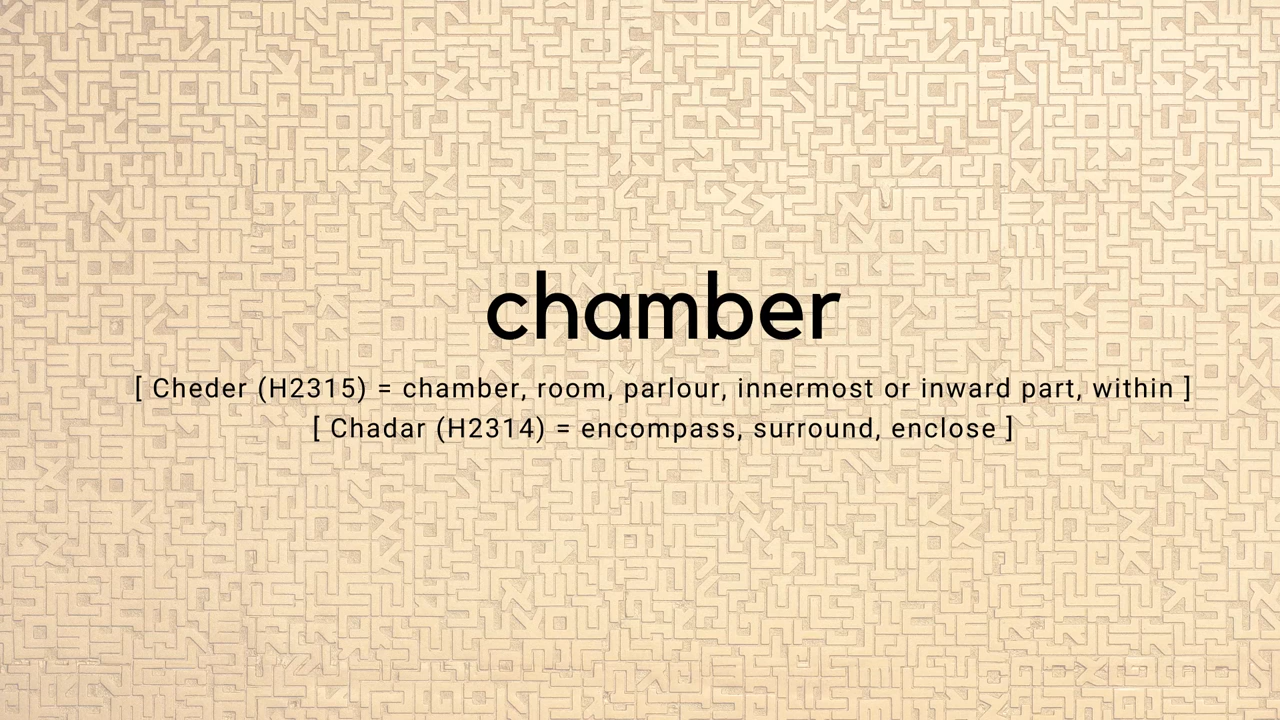 chamber
[ Cheder (H2315) = chamber, room, parlour, innermost or inward part, within ]
[ Chadar (H2314) = encompass, surround, enclose ]